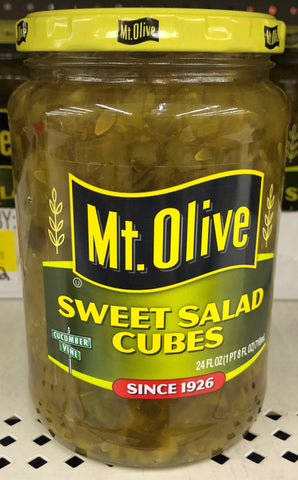 Mt. Olive
Mt. Olive
SWEET SALAD
CUBES
CUCUMBER
VINE
24 FL OZ (1 PT 8 FL OZ) 710mL
SINCE 1926